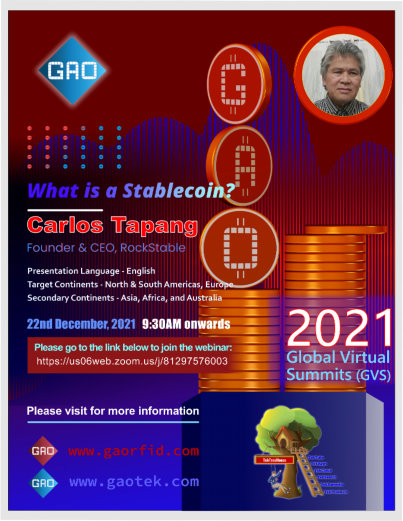 GAO
G
A
O
What is a Stablecoin?
Carlos Tapang
Founder & CEO, RockStable
Presentation Language - English
Target Continents - North & South Americas, Europe
Secondary Continents - Asia, Africa, and Australia
22nd December, 2021 9:30AM onwards
Please go to the link below to join the webinar:
https://us06web.zoom.us/j/81297576003
2021
Global Virtual
Summits (GVS)
Please visit for more information
GAO www.gaorfid.com
GAO www.gaotek.com